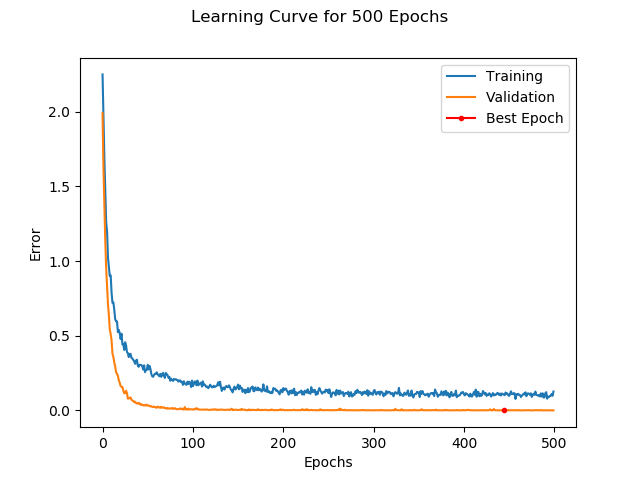 Learning Curve for 500 Epochs
Training
Validation
Best Epoch
Error
2.0
1.5
1.0
0.5
0.0
0 100 200 300 400 500
Epochs